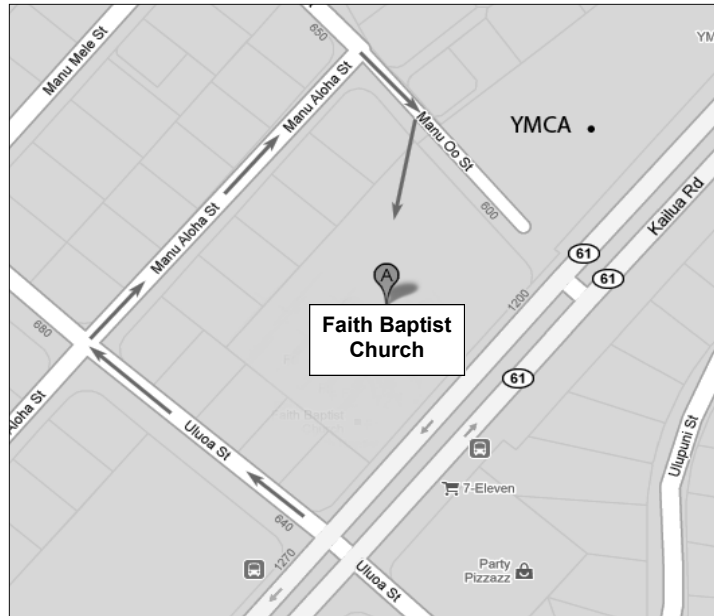 650
YM
Manu Mele St
Manu Aloha St
Manu Oo St
YMCA
Kailua Rd
Manu Aloha St
600
61
61
A
1200
680
Faith Baptist
Church
61
Aloha St
Faith Baptist
Church
Ulupuni St
Uluoa St
7-Eleven
640
1270
Party
Pizzazz
Uluoa St